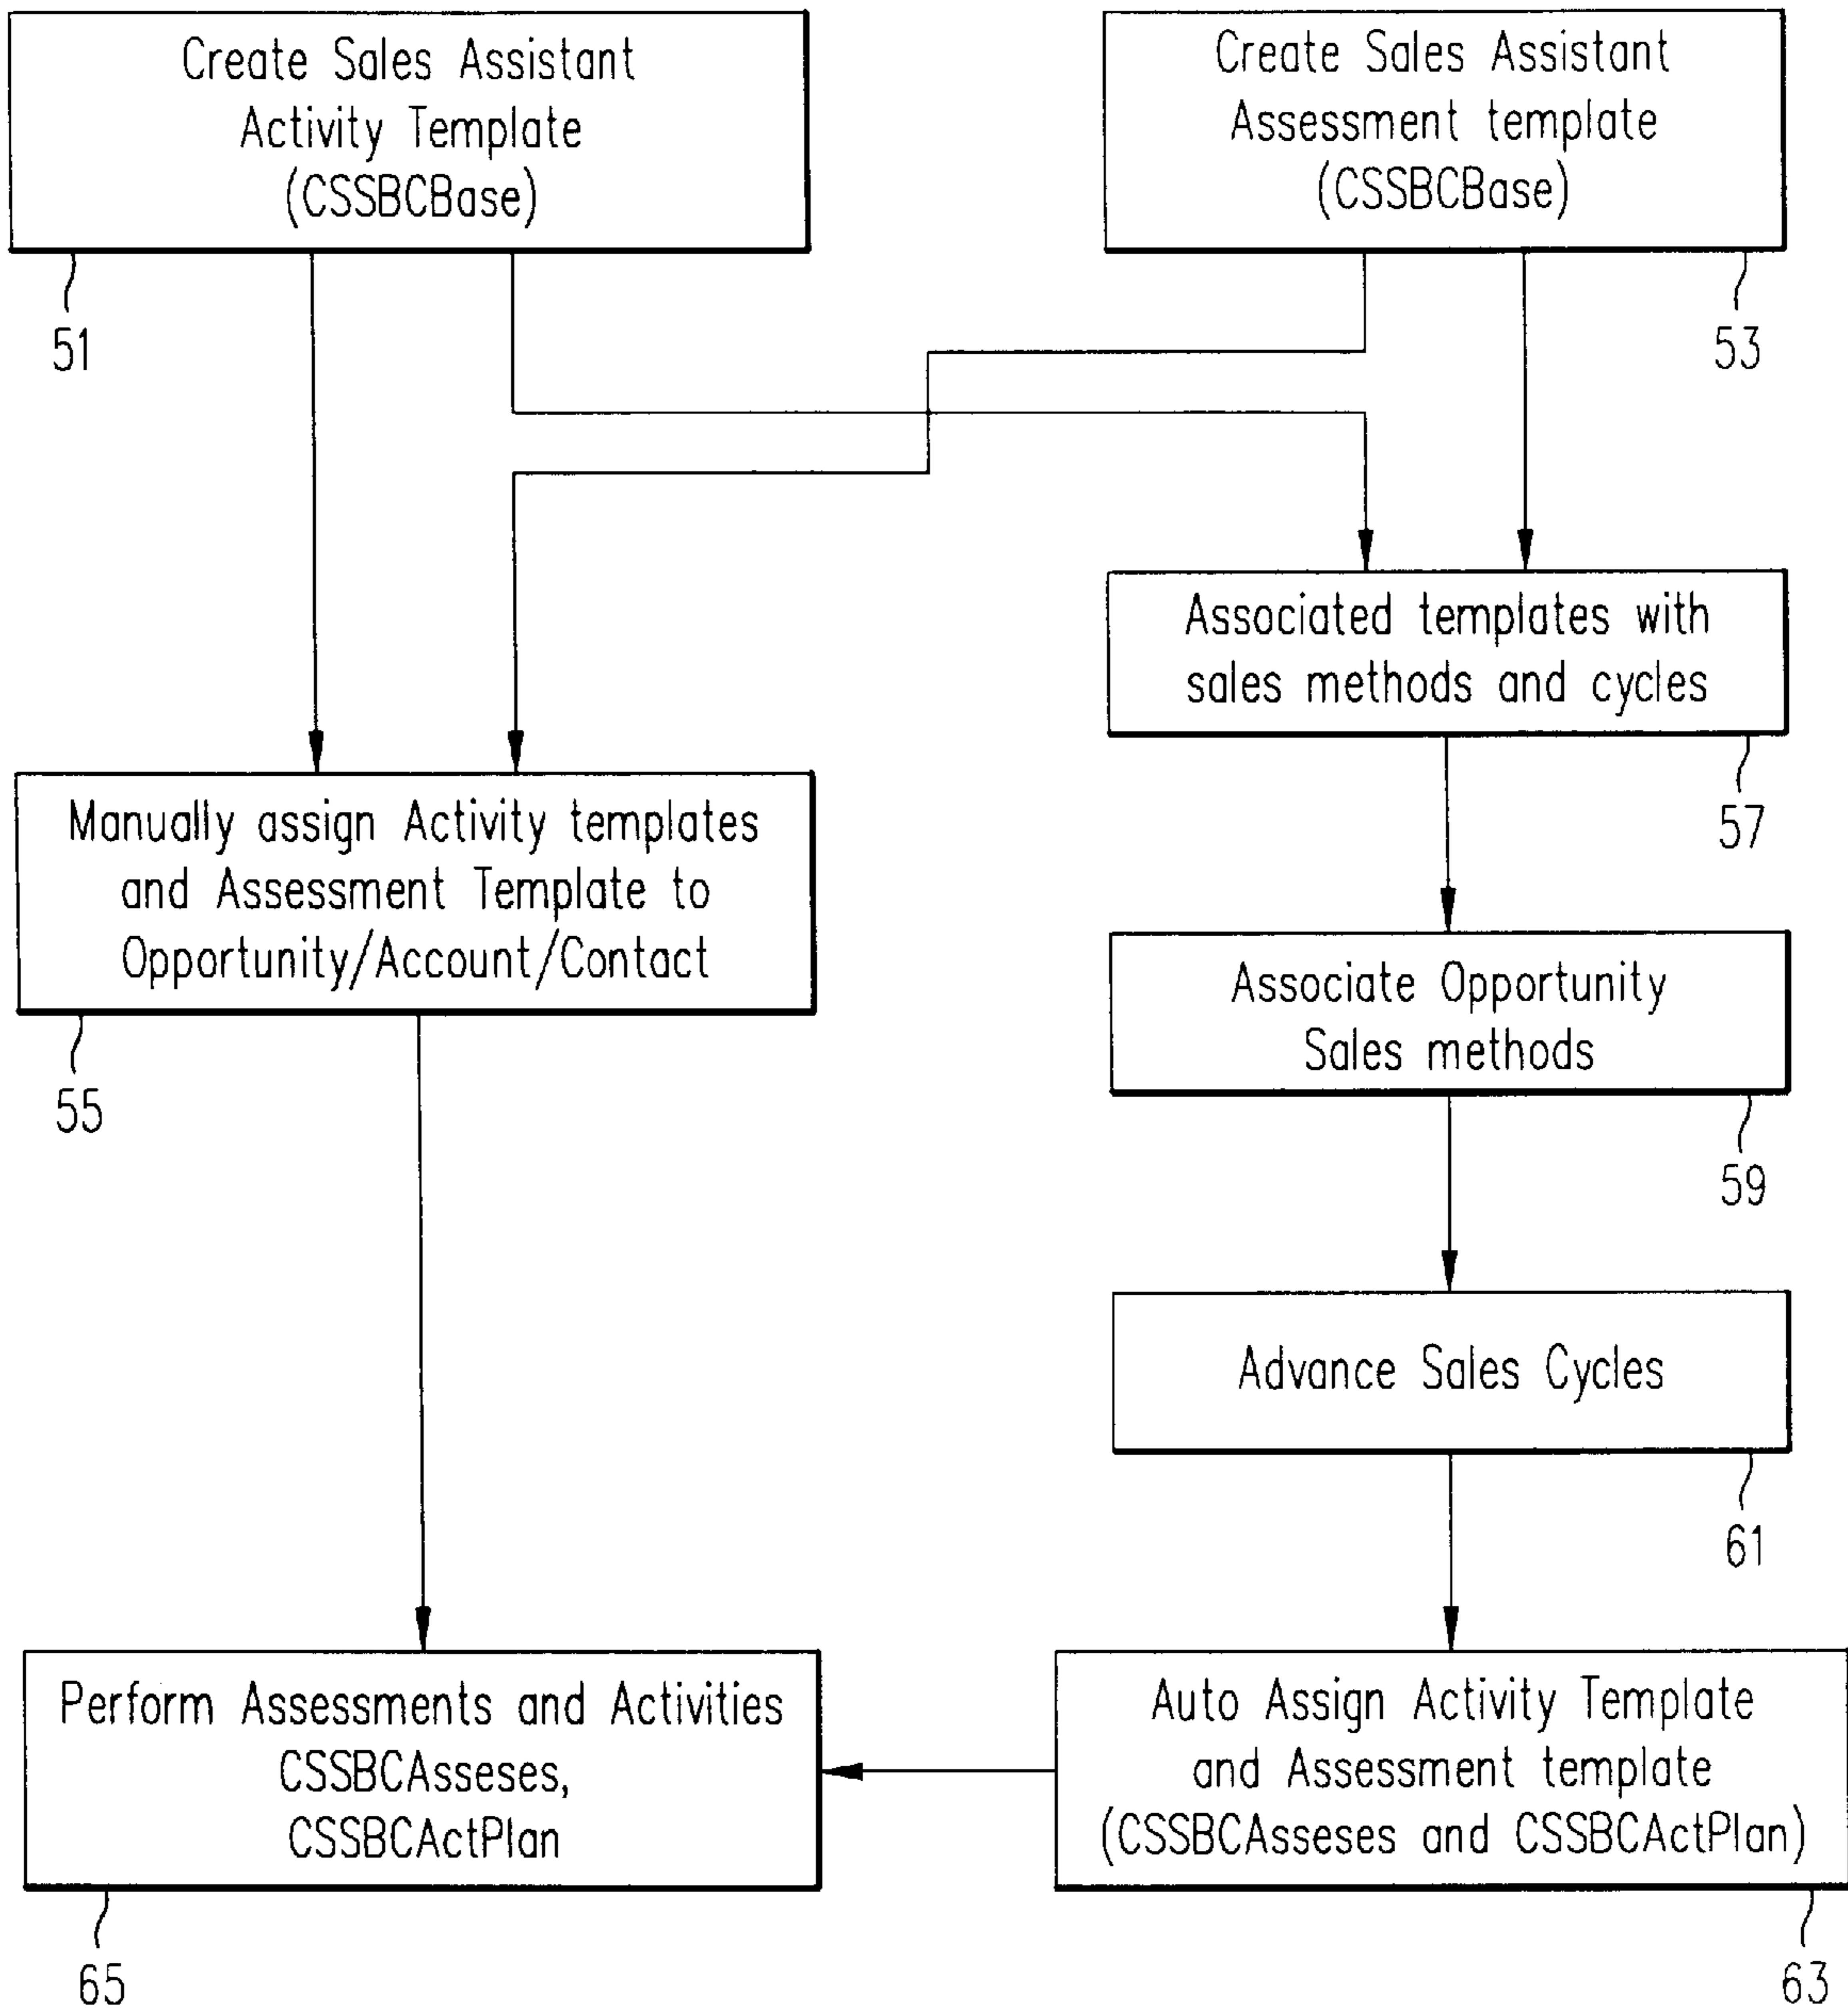 Create Sales Assistant
Activity Template
(CSSBCBase)
51
Create Sales Assistant
Assessment template
(CSSBCBase)
53
Associated templates with
sales methods and cycles
57
Manually assign Activity templates
and Assessment Template to
Opportunity/Account/Contact
55
Associate Opportunity
Sales methods
59
Advance Sales Cycles
61
Perform Assessments and Activities
CSSBCAsseses,
CSSBCActPlan
65
Auto Assign Activity Template
and Assessment template
(CSSBCAsseses and CSSBCActPlan)
63